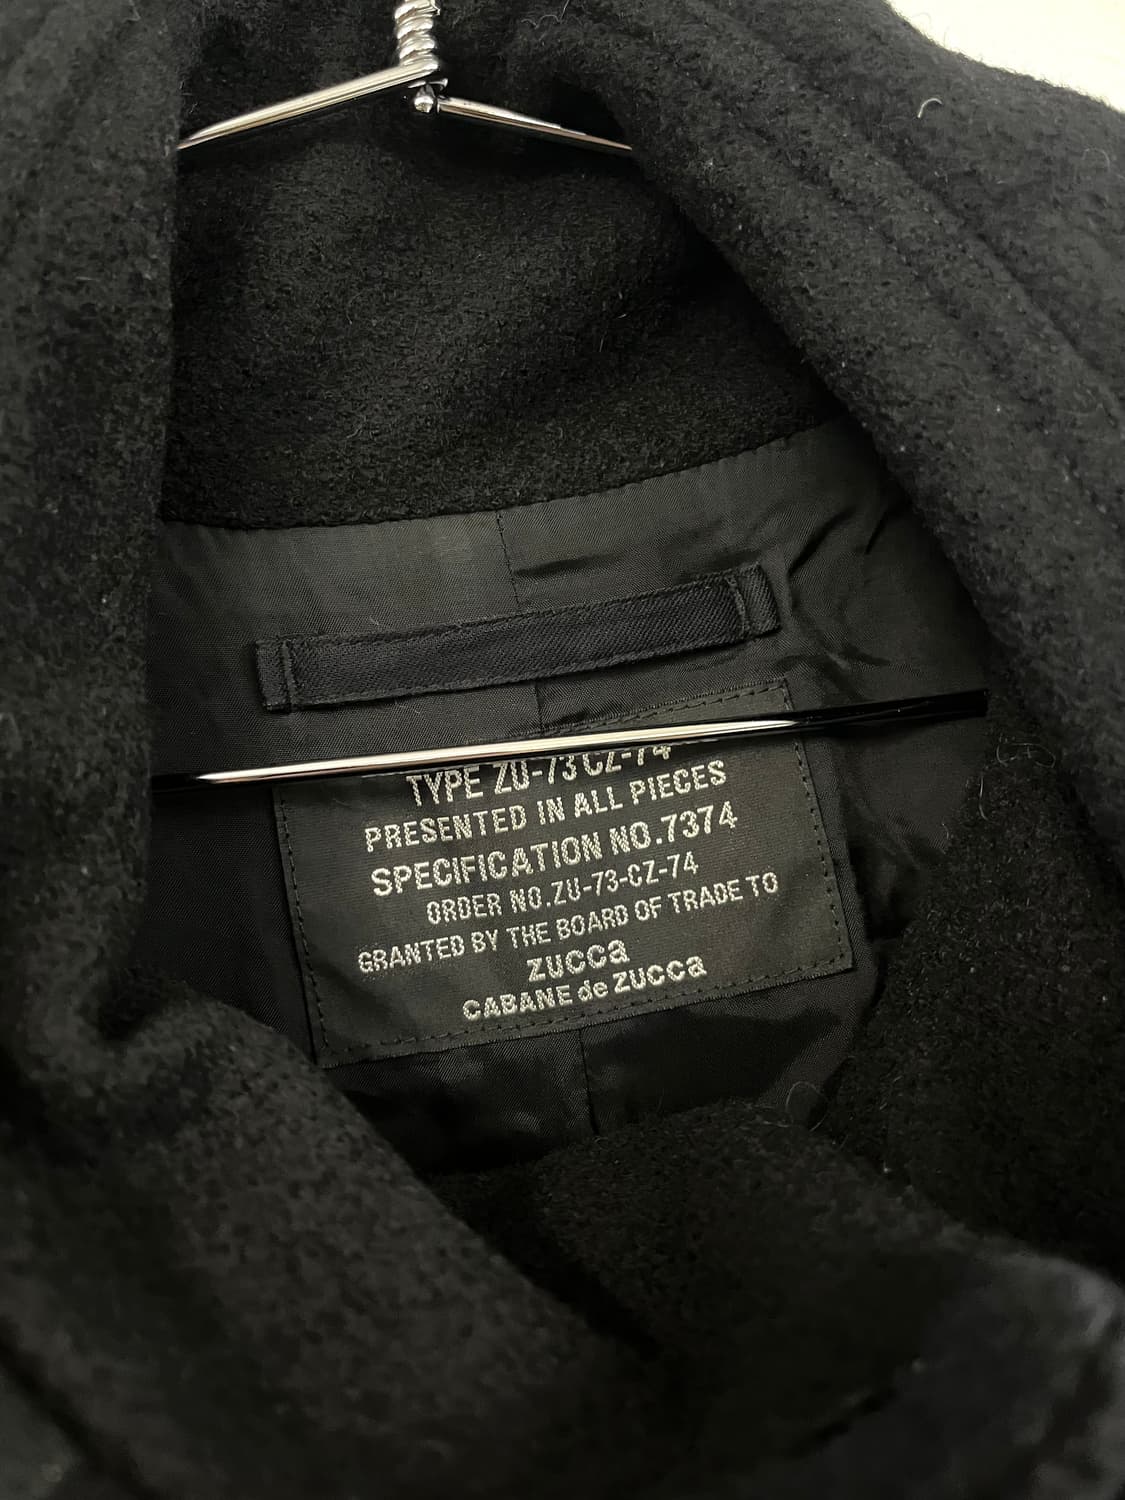 TYPE ZU-73 CZ-74
PRESENTED IN ALL PIECES
SPECIFICATION NO.7374
ORDER NO.ZU-73-CZ-74
GRANTED BY THE BOARD OF TRADE TO
zucca
CABANE de zucca